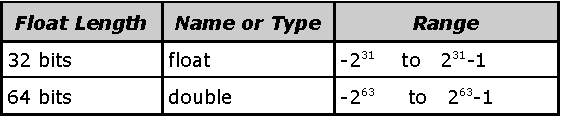 Float Length Name or Type Range
32 bits float -2³¹ to 2³¹-1
64 bits double -2⁶³ to 2⁶³-1